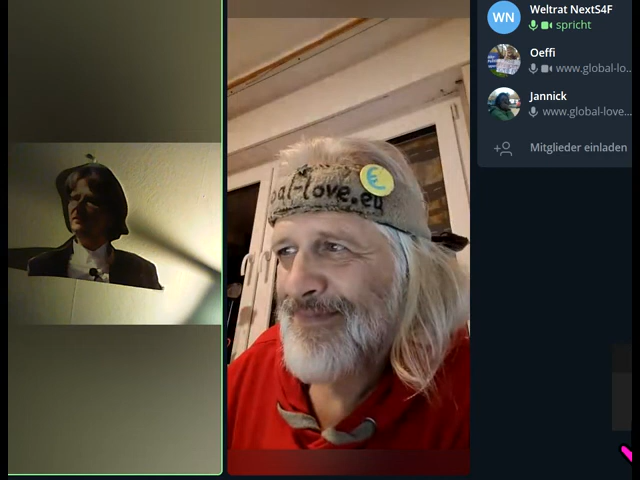 bal-love.eu
€
WN
Weltrat NextS4F
spricht
Oeffi
www.global-lo...
Jannick
www.global-love...
Mitglieder einladen